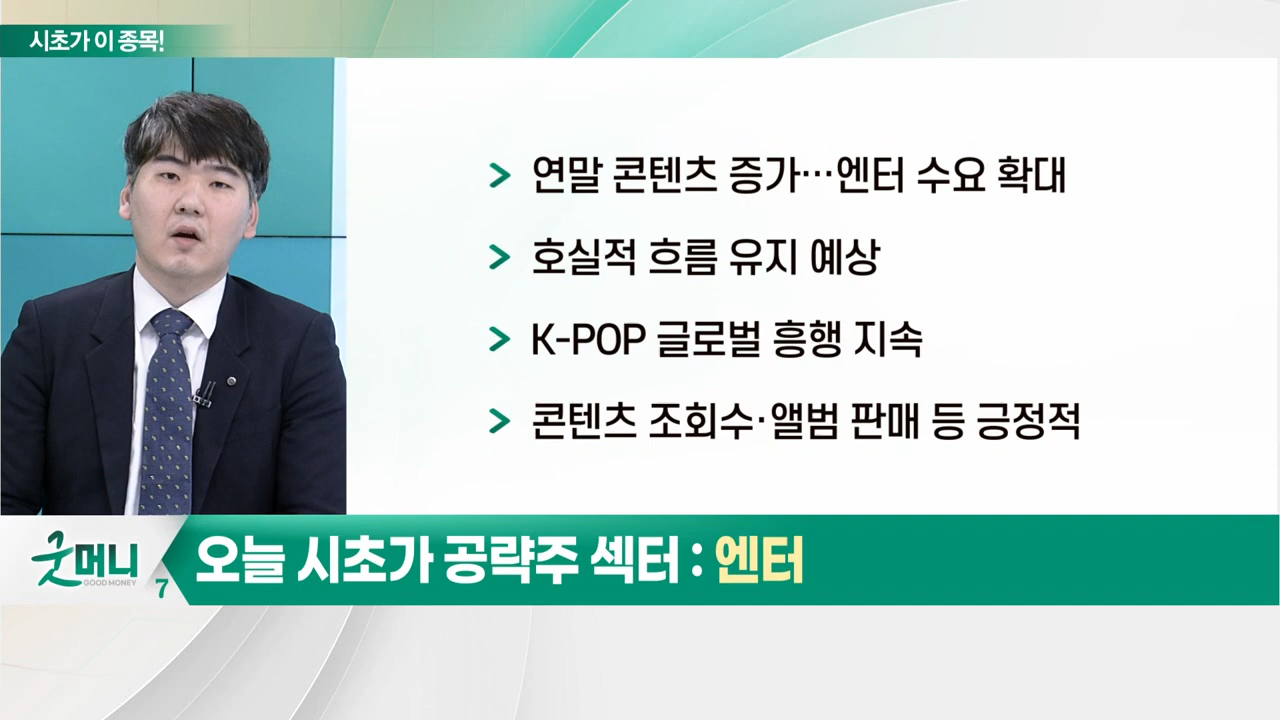 시초가 이 종목!
> 연말 콘텐츠 증가…엔터 수요 확대
> 호실적 흐름 유지 예상
> K-POP 글로벌 흥행 지속
> 콘텐츠 조회수·앨범 판매 등 긍정적
굿머니
GOOD MONEY
7
오늘 시초가 공략주 섹터 : 엔터